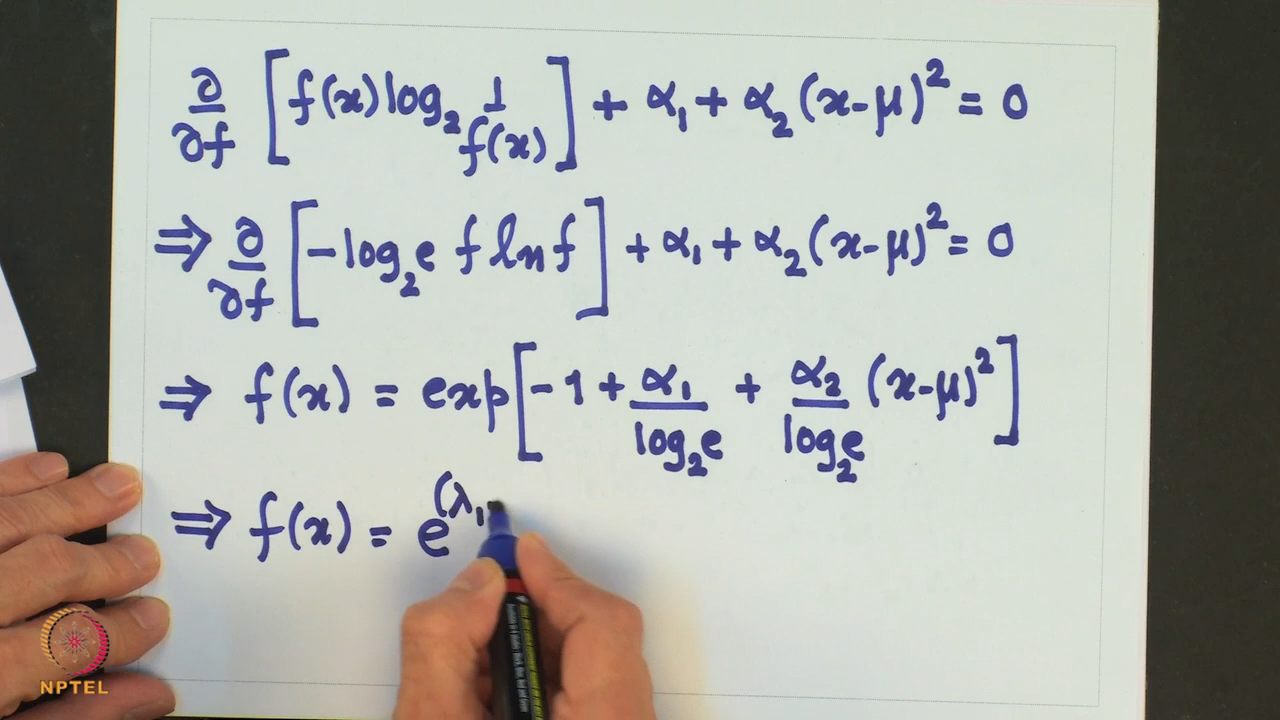 ∂/∂f [f(x) log₂ 1/f(x)] + α₁ + α₂ (x-μ)² = 0
⇒ ∂/∂f [-log₂e f ln f] + α₁ + α₂ (x-μ)² = 0
⇒ f(x) = exp[-1 + α₁/log₂e + α₂/log₂e (x-μ)²]
⇒ f(x) = e^(λ₁
NPTEL